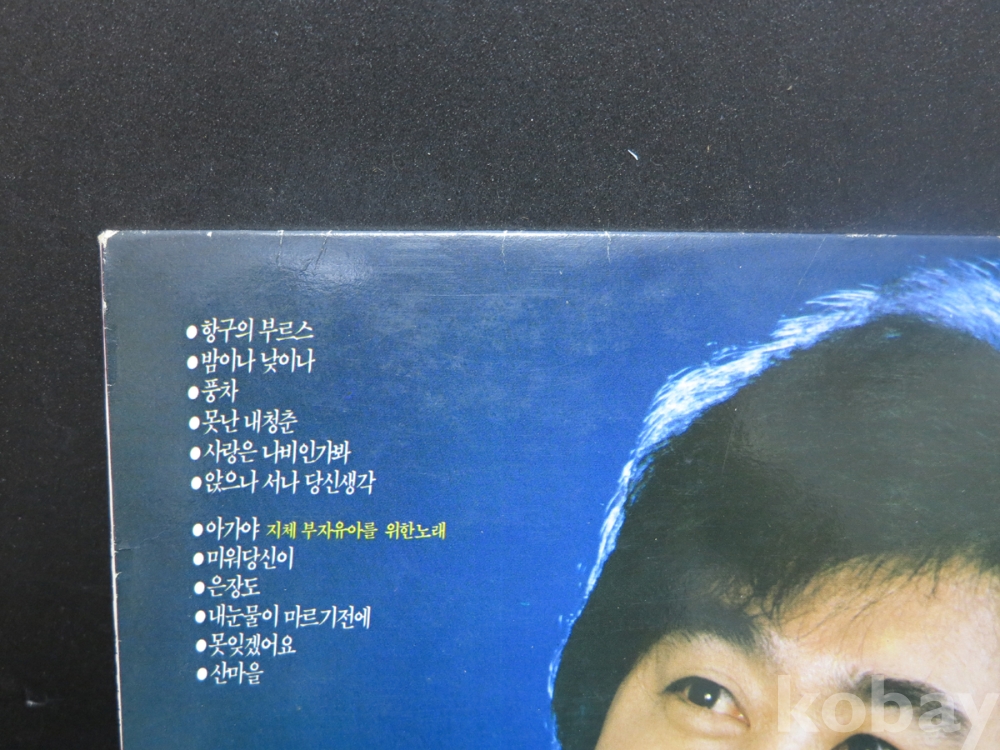 ●항구의 부르스
●밤이나 낮이나
●풍차
●못난 내청춘
●사랑은 나비인가봐
●앉으나 서나 당신생각
●아가야 지체 부자유아를 위한노래
●미워당신이
●은장도
●내눈물이 마르기전에
●못잊겠어요
●산마을
kobay